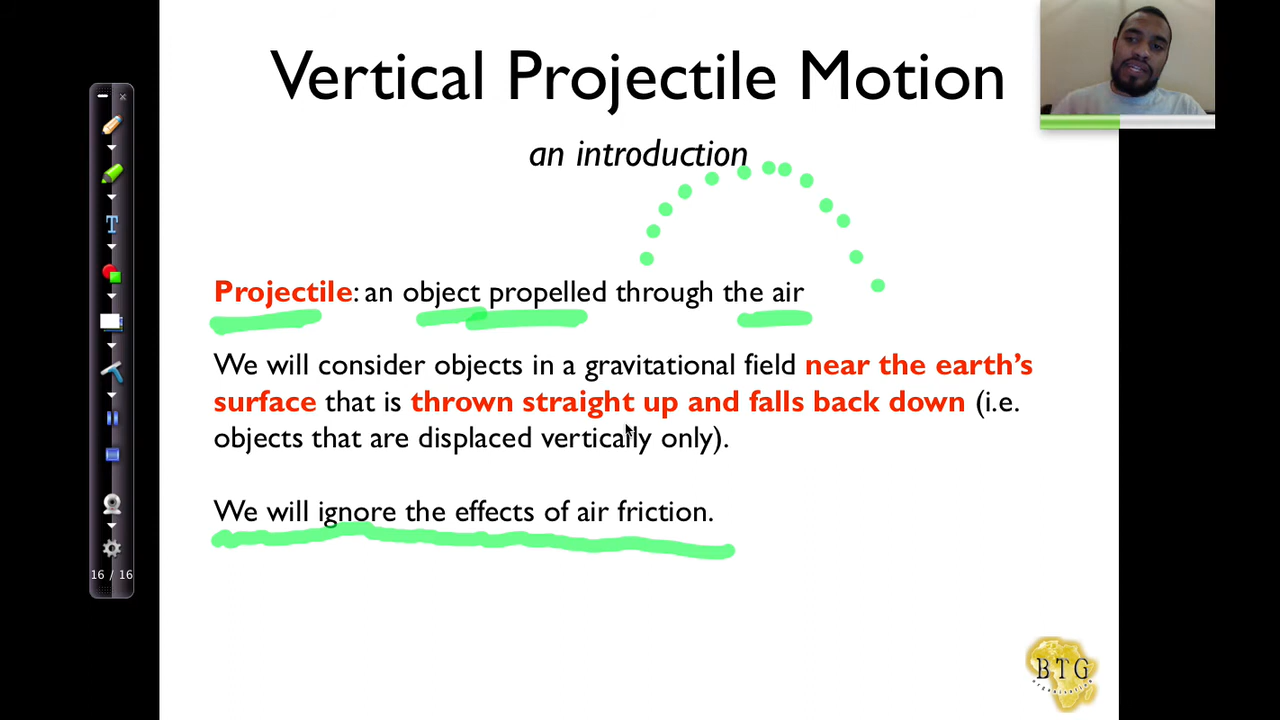 Vertical Projectile Motion
an introduction
Projectile: an object propelled through the air
We will consider objects in a gravitational field near the earth's
surface that is thrown straight up and falls back down (i.e.
objects that are displaced vertically only).
We will ignore the effects of air friction.
T
16 / 16
BTG